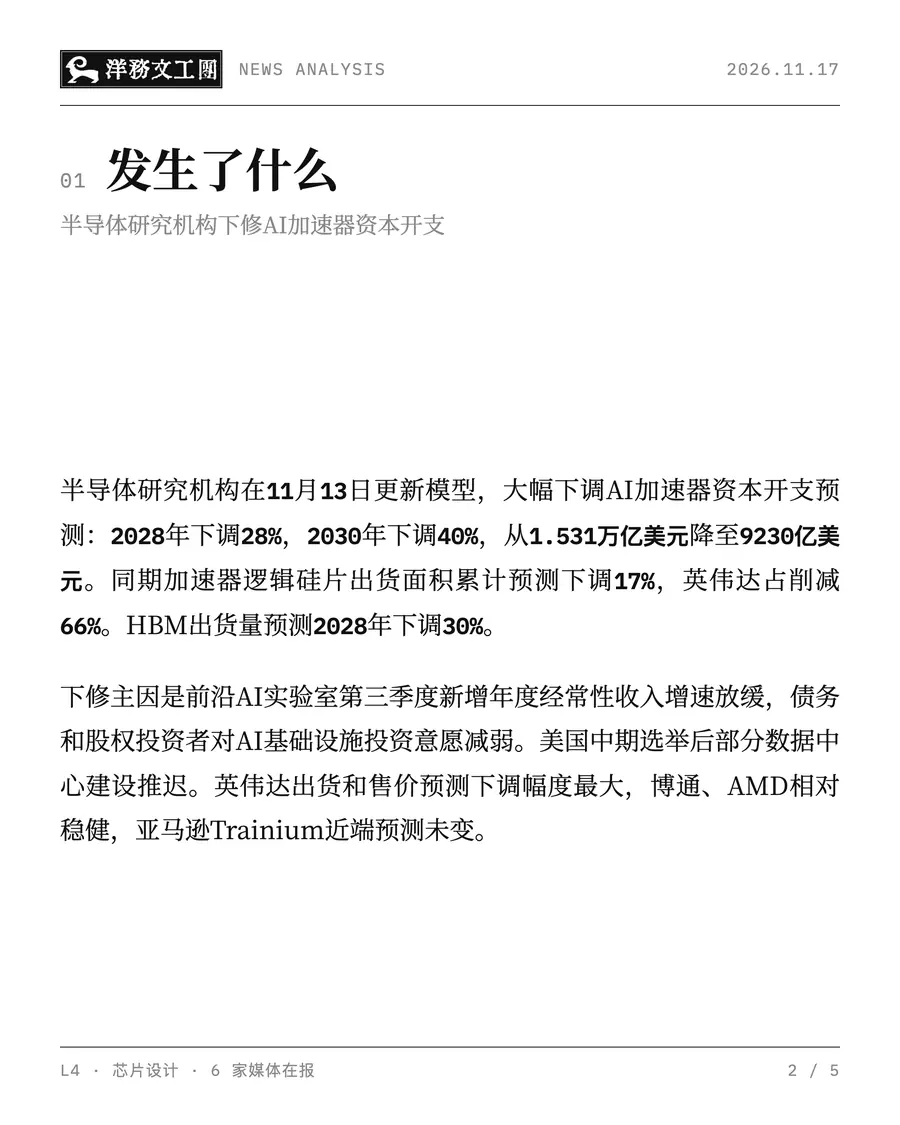 洋務文工團 NEWS ANALYSIS 2026.11.17
01 发生了什么
半导体研究机构下修AI加速器资本开支
半导体研究机构在11月13日更新模型，大幅下调AI加速器资本开支预
测：2028年下调28%，2030年下调40%，从1.531万亿美元降至9230亿美
元。同期加速器逻辑硅片出货面积累计预测下调17%，英伟达占削减
66%。HBM出货量预测2028年下调30%。
下修主因是前沿AI实验室第三季度新增年度经常性收入增速放缓，债务
和股权投资者对AI基础设施投资意愿减弱。美国中期选举后部分数据中
心建设推迟。英伟达出货和售价预测下调幅度最大，博通、AMD相对
稳健，亚马逊Trainium近端预测未变。
L4 · 芯片设计 · 6 家媒体在报 2 / 5